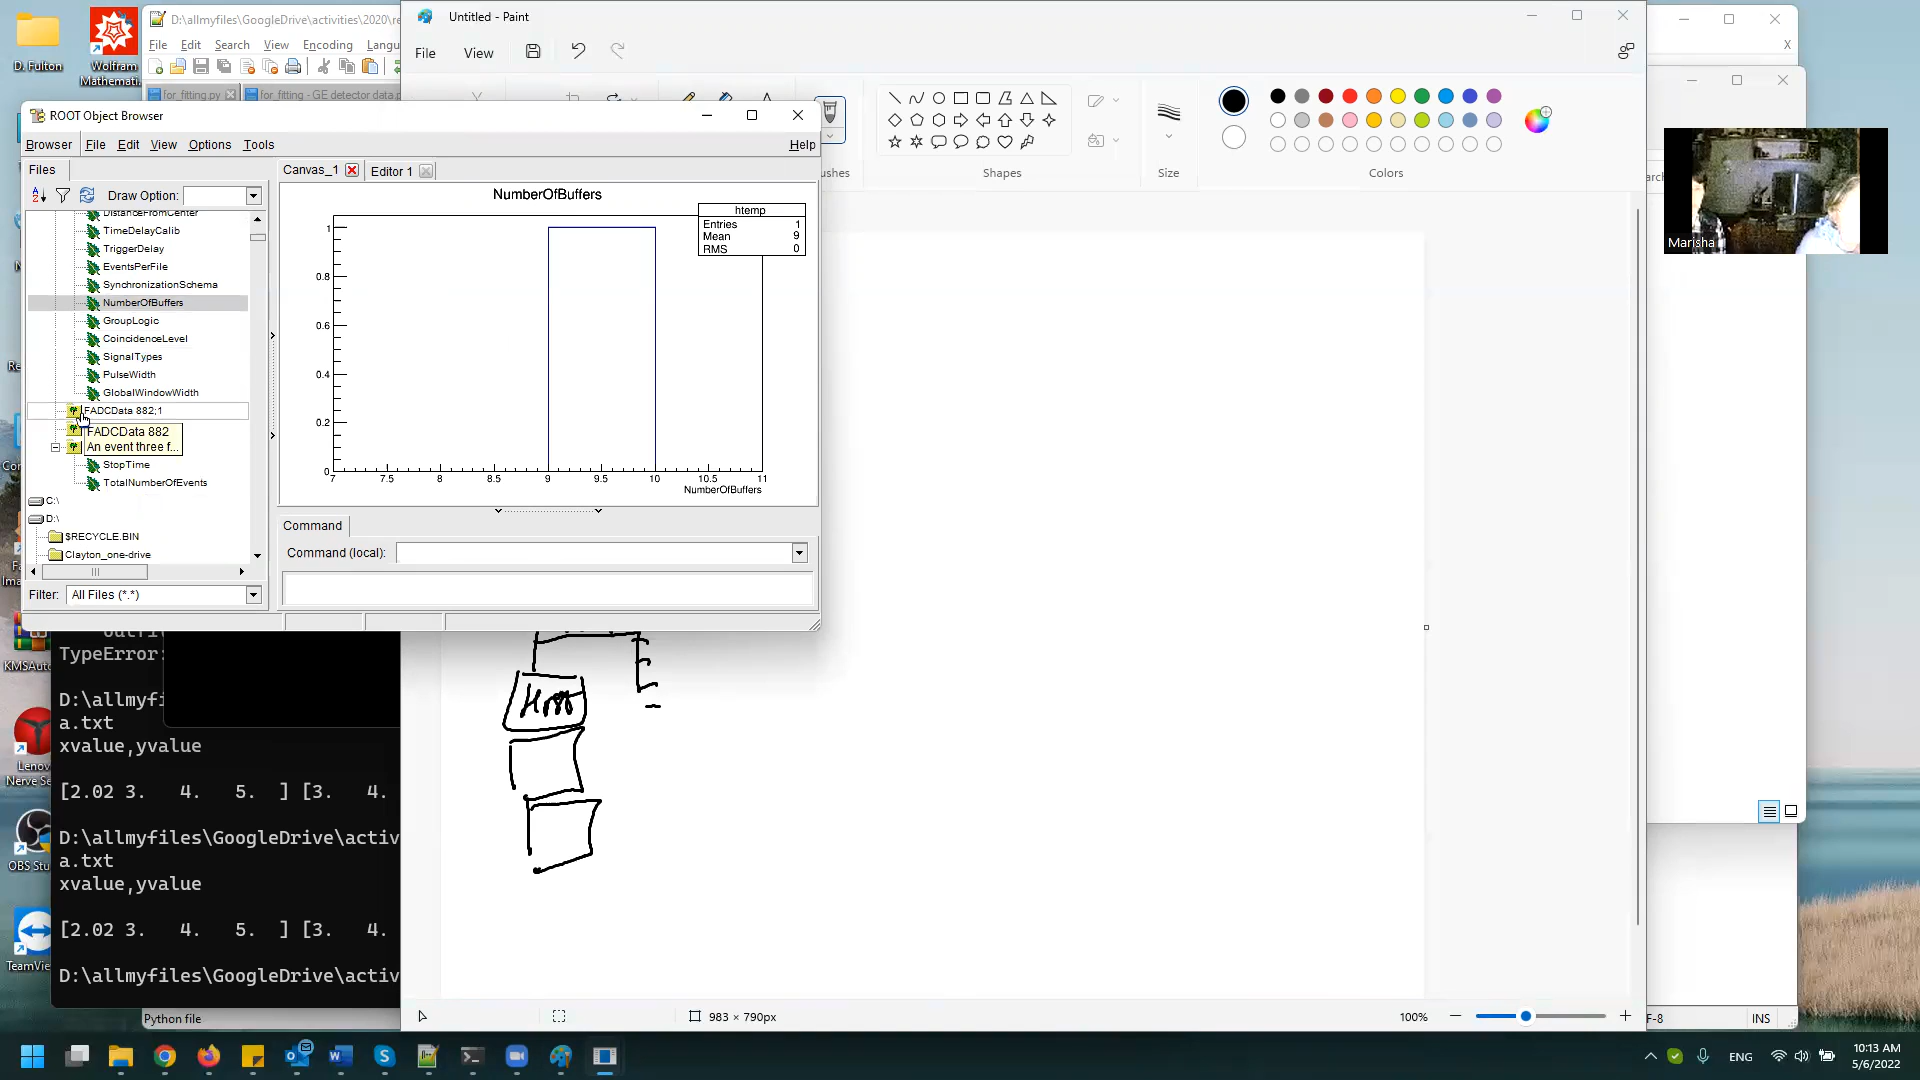 D. Fulton
Wolfram
Mathemati...
D:\allmyfiles\GoogleDrive\activities\2020\re
File Edit Search View Encoding Langu
for_fitting.py
for_fitting - GE detector data.p
Untitled - Paint
File View
Shapes
Size
Colors
Marisha
ROOT Object Browser
Browser File Edit View Options Tools Help
Files
Draw Option:
Canvas_1
Editor 1
DistanceFromCenter
TimeDelayCalib
TriggerDelay
EventsPerFile
SynchronizationSchema
NumberOfBuffers
GroupLogic
CoincidenceLevel
SignalTypes
PulseWidth
GlobalWindowWidth
FADCData 882;1
FADCData 882
An event three f...
StopTime
TotalNumberOfEvents
C:\
D:\
$RECYCLE.BIN
Clayton_one-drive
Filter: All Files (*.*)
NumberOfBuffers
htemp
Entries 1
Mean 9
RMS 0
1
0.8
0.6
0.4
0.2
0
7 7.5 8 8.5 9 9.5 10 10.5 11
NumberOfBuffers
Command
Command (local):
TypeError:
D:\allmyfi
a.txt
xvalue,yvalue
[2.02 3. 4. 5. ] [3. 4.
D:\allmyfiles\GoogleDrive\activ
a.txt
xvalue,yvalue
[2.02 3. 4. 5. ] [3. 4.
D:\allmyfiles\GoogleDrive\activ
KMSAuto
Lenovo
Nerve Se
OBS Stu
TeamVie
Python file
983 × 790px
100%
F-8
INS
ENG
10:13 AM
5/6/2022